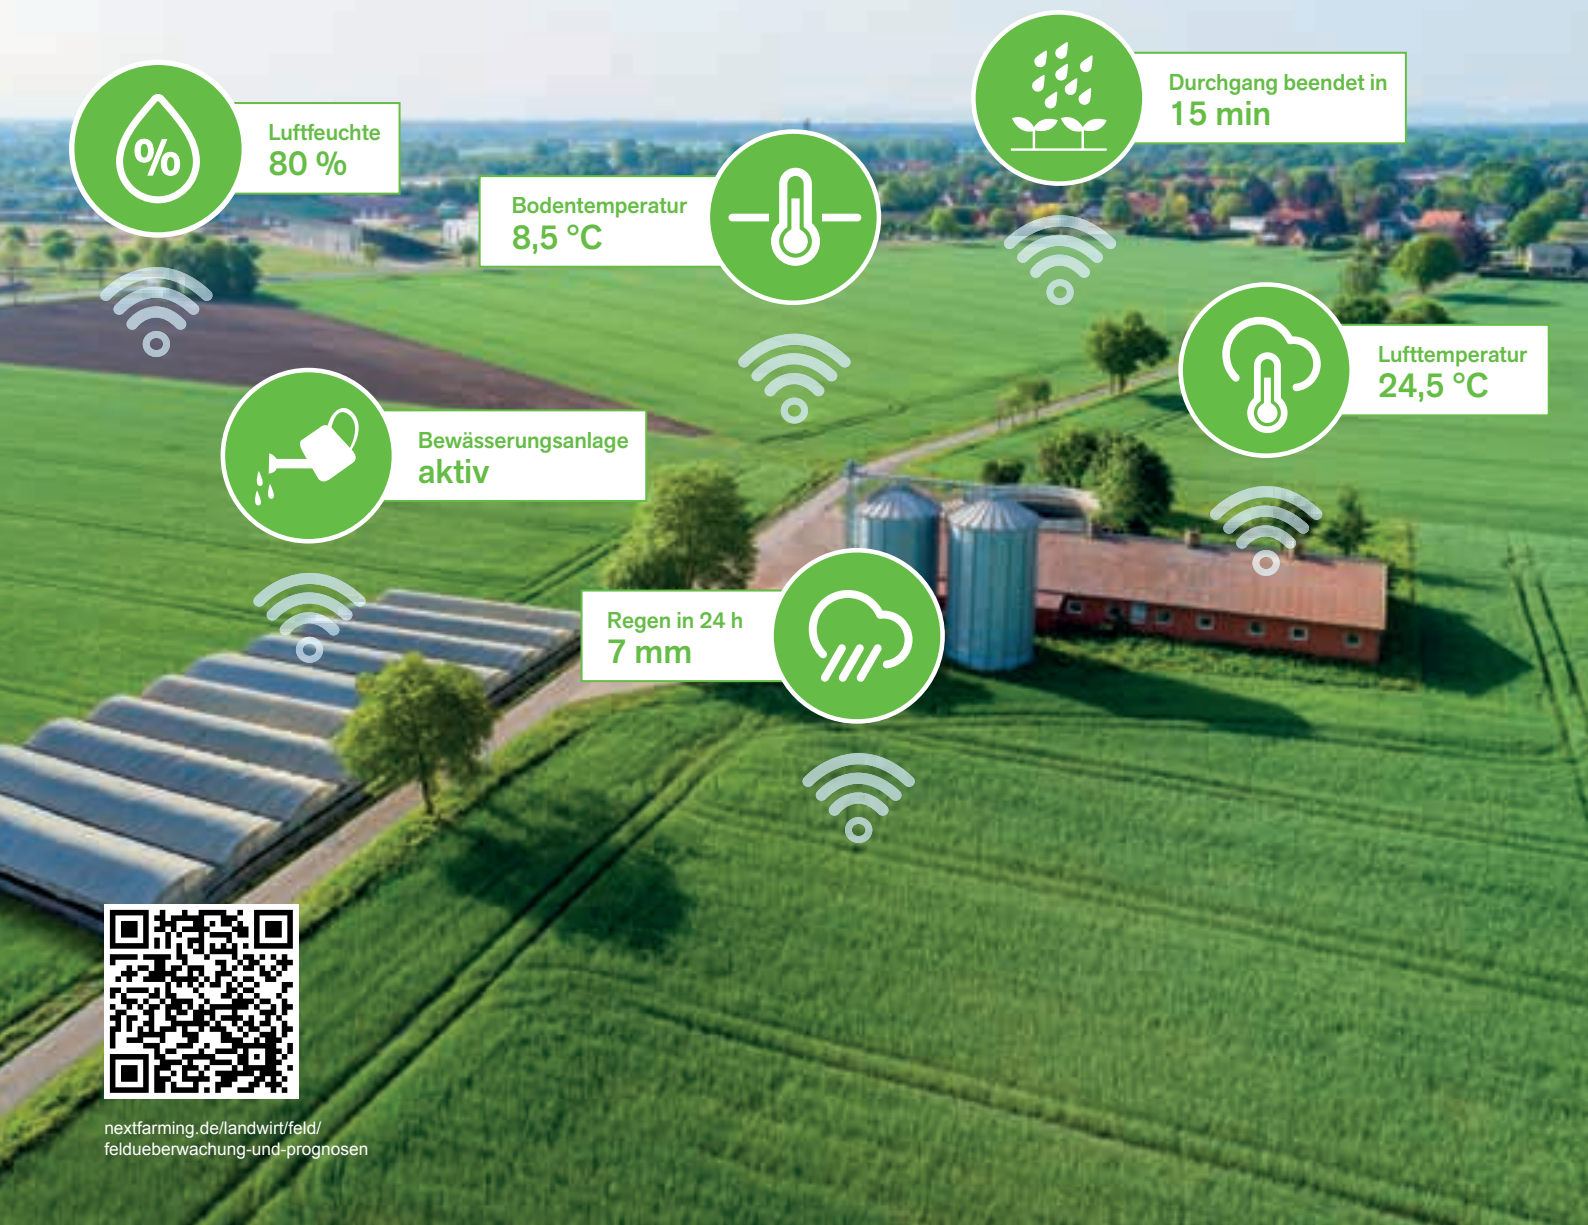 Durchgang beendet in
15 min
%
Luftfeuchte
80 %
Bodentemperatur
8,5 °C
Lufttemperatur
24,5 °C
Bewässerungsanlage
aktiv
Regen in 24 h
7 mm
nextfarming.de/landwirt/feld/
feldueberwachung-und-prognosen